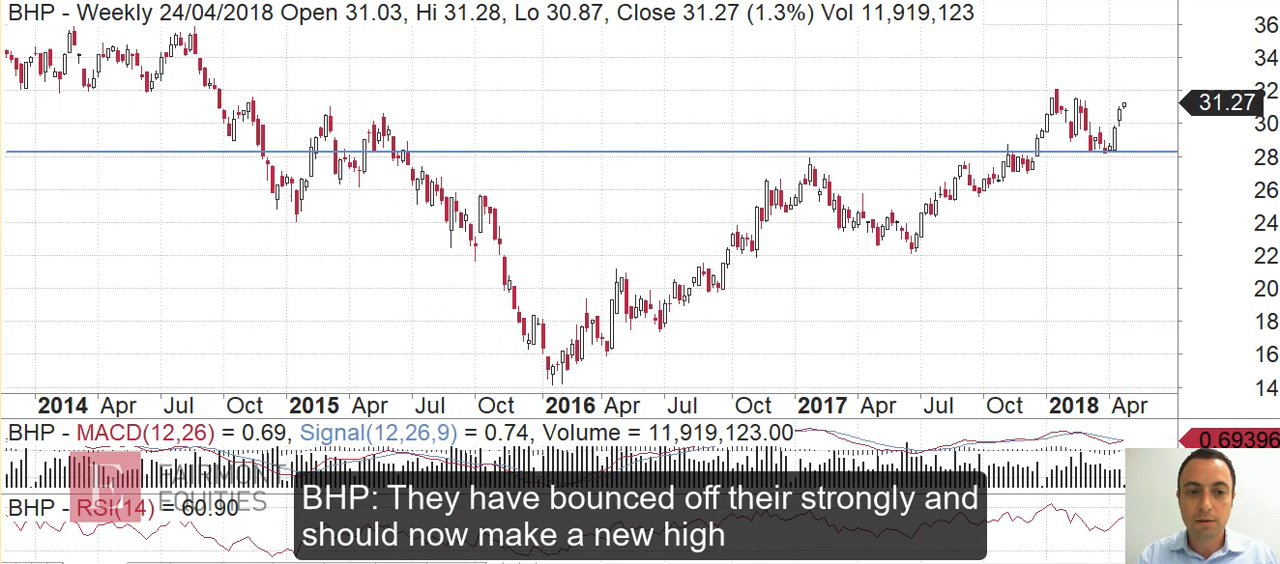 BHP - Weekly 24/04/2018 Open 31.03, Hi 31.28, Lo 30.87, Close 31.27 (1.3%) Vol 11,919,123
36
34
32
31.27
30
28
26
24
22
20
18
16
14
2014 Apr Jul Oct 2015 Apr Jul Oct 2016 Apr Jul Oct 2017 Apr Jul Oct 2018 Apr
BHP - MACD(12,26) = 0.69, Signal(12,26,9) = 0.74, Volume = 11,919,123.00
0.693396
FAIRMONT
EQUITIES
BHP - RSI(14) = 60.90
BHP: They have bounced off their strongly and
should now make a new high